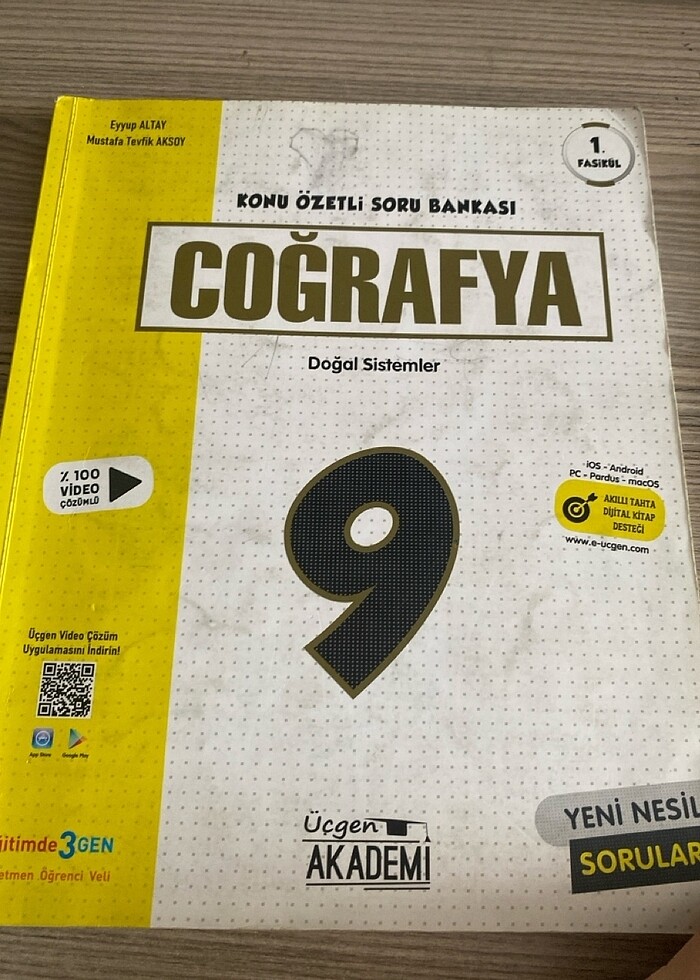 Eyyup ALTAY
Mustafa Tevfik AKSOY
1.
FASİKÜL
KONU ÖZETLİ SORU BANKASI
COĞRAFYA
Doğal Sistemler
9
% 100
VİDEO
ÇÖZÜMLÜ
iOS - Android
PC - Pardus - macOS
AKILLI TAHTA
DİJİTAL KİTAP
DESTEĞİ
www.e-ucgen.com
Üçgen Video Çözüm
Uygulamasını İndirin!
App Store
Google Play
3GEN
Öğrenci Veli
Üçgen
AKADEMİ
YENİ NESİL
SORULAR